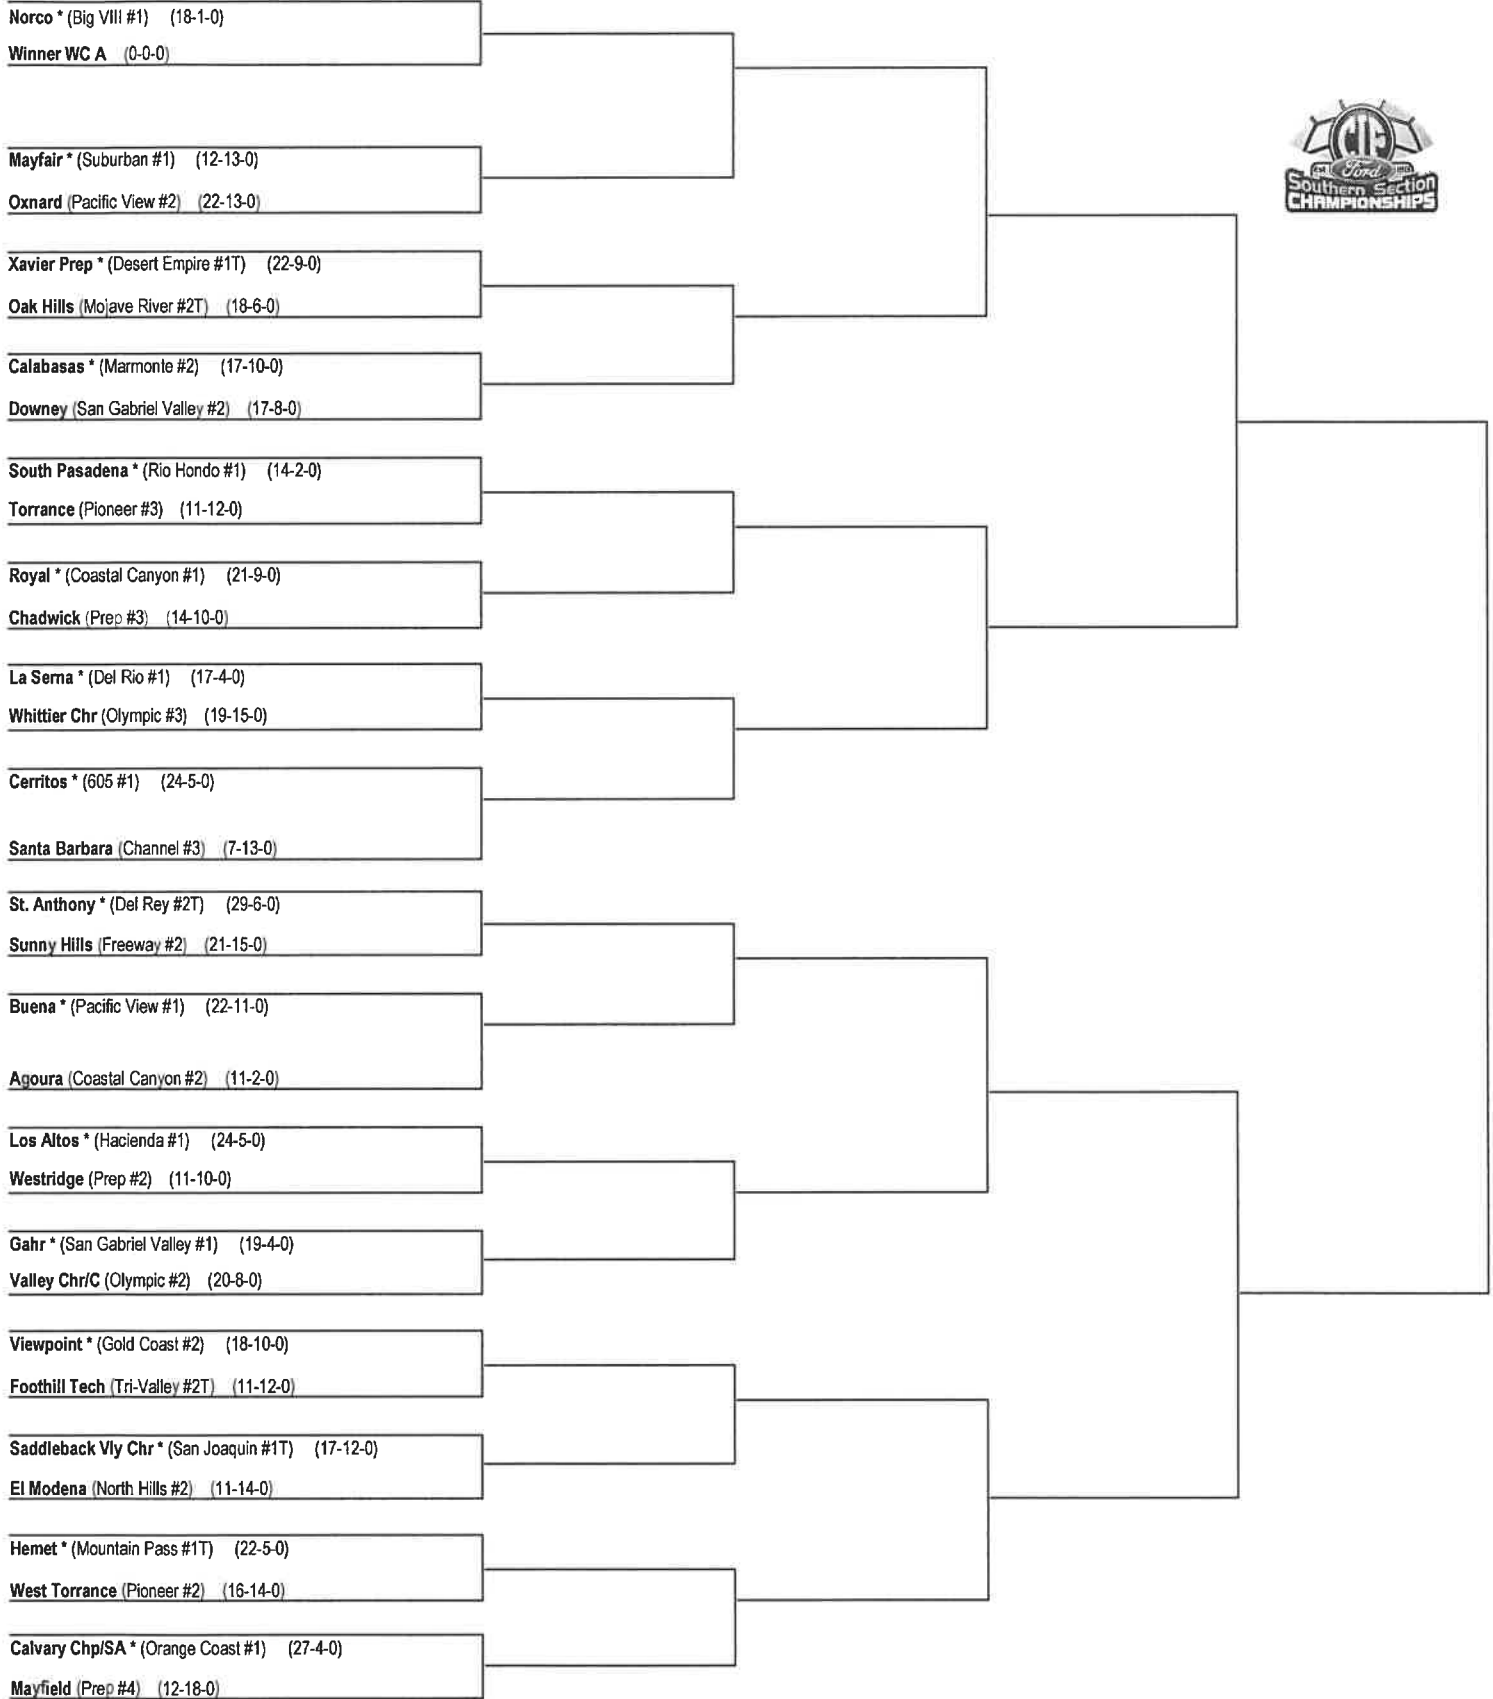 Norco * (Big VIII #1) (18-1-0)
Winner WC A (0-0-0)
CIF
Ford
Southern Section
CHAMPIONSHIPS
Mayfair * (Suburban #1) (12-13-0)
Oxnard (Pacific View #2) (22-13-0)
Xavier Prep * (Desert Empire #1T) (22-9-0)
Oak Hills (Mojave River #2T) (18-6-0)
Calabasas * (Marmonte #2) (17-10-0)
Downey (San Gabriel Valley #2) (17-8-0)
South Pasadena * (Rio Hondo #1) (14-2-0)
Torrance (Pioneer #3) (11-12-0)
Royal * (Coastal Canyon #1) (21-9-0)
Chadwick (Prep #3) (14-10-0)
La Serna * (Del Rio #1) (17-4-0)
Whittier Chr (Olympic #3) (19-15-0)
Cerritos * (605 #1) (24-5-0)
Santa Barbara (Channel #3) (7-13-0)
St. Anthony * (Del Rey #2T) (29-6-0)
Sunny Hills (Freeway #2) (21-15-0)
Buena * (Pacific View #1) (22-11-0)
Agoura (Coastal Canyon #2) (11-2-0)
Los Altos * (Hacienda #1) (24-5-0)
Westridge (Prep #2) (11-10-0)
Gahr * (San Gabriel Valley #1) (19-4-0)
Valley Chr/C (Olympic #2) (20-8-0)
Viewpoint * (Gold Coast #2) (18-10-0)
Foothill Tech (Tri-Valley #2T) (11-12-0)
Saddleback Vly Chr * (San Joaquin #1T) (17-12-0)
El Modena (North Hills #2) (11-14-0)
Hemet * (Mountain Pass #1T) (22-5-0)
West Torrance (Pioneer #2) (16-14-0)
Calvary Chp/SA * (Orange Coast #1) (27-4-0)
Mayfield (Prep #4) (12-18-0)